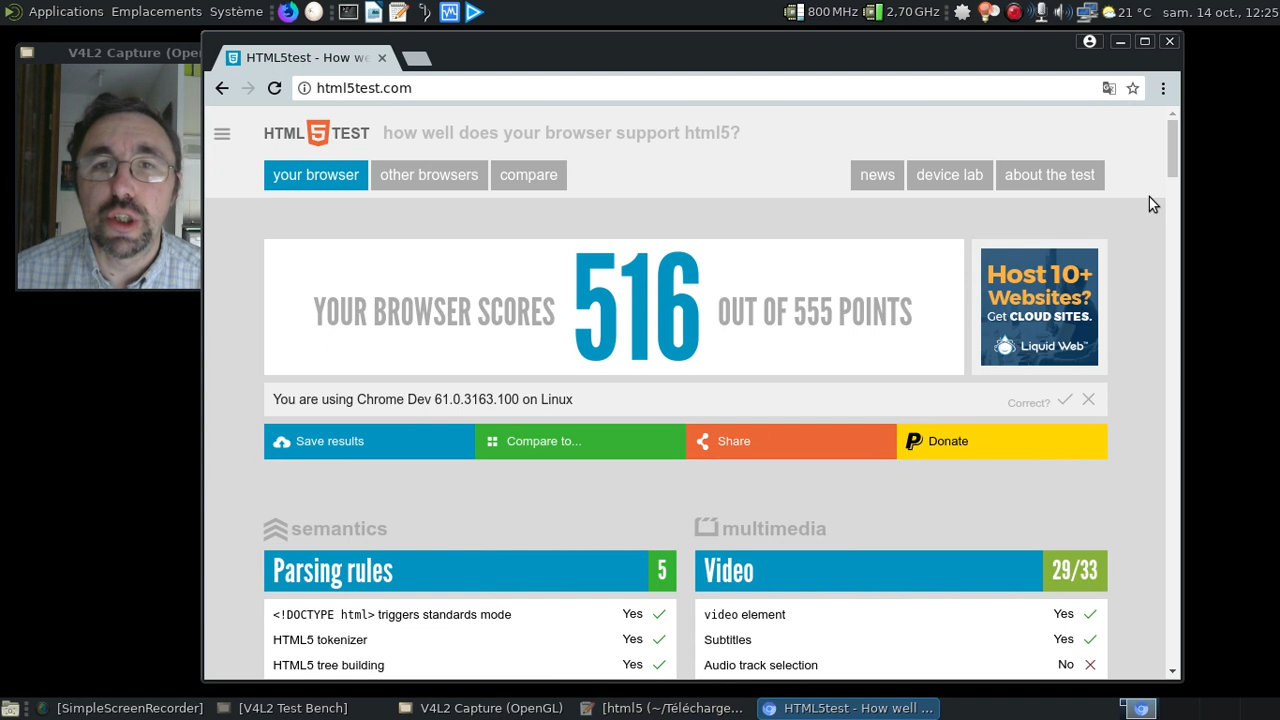 Applications Emplacements Système 800 MHz 2,70 GHz 21 °C sam. 14 oct., 12:25
V4L2 Capture (Ope
HTML5test - How we
html5test.com
HTML 5 TEST how well does your browser support html5?
your browser other browsers compare news device lab about the test
YOUR BROWSER SCORES 516 OUT OF 555 POINTS
Host 10+
Websites?
Get CLOUD SITES.
Liquid Web™
You are using Chrome Dev 61.0.3163.100 on Linux Correct?
Save results Compare to... Share Donate
semantics
Parsing rules 5
<!DOCTYPE html> triggers standards mode Yes
HTML5 tokenizer Yes
HTML5 tree building Yes
multimedia
Video 29/33
video element Yes
Subtitles Yes
Audio track selection No
[SimpleScreenRecorder] [V4L2 Test Bench] V4L2 Capture (OpenGL) [html5 (~/Télécharge... HTML5test - How well ...